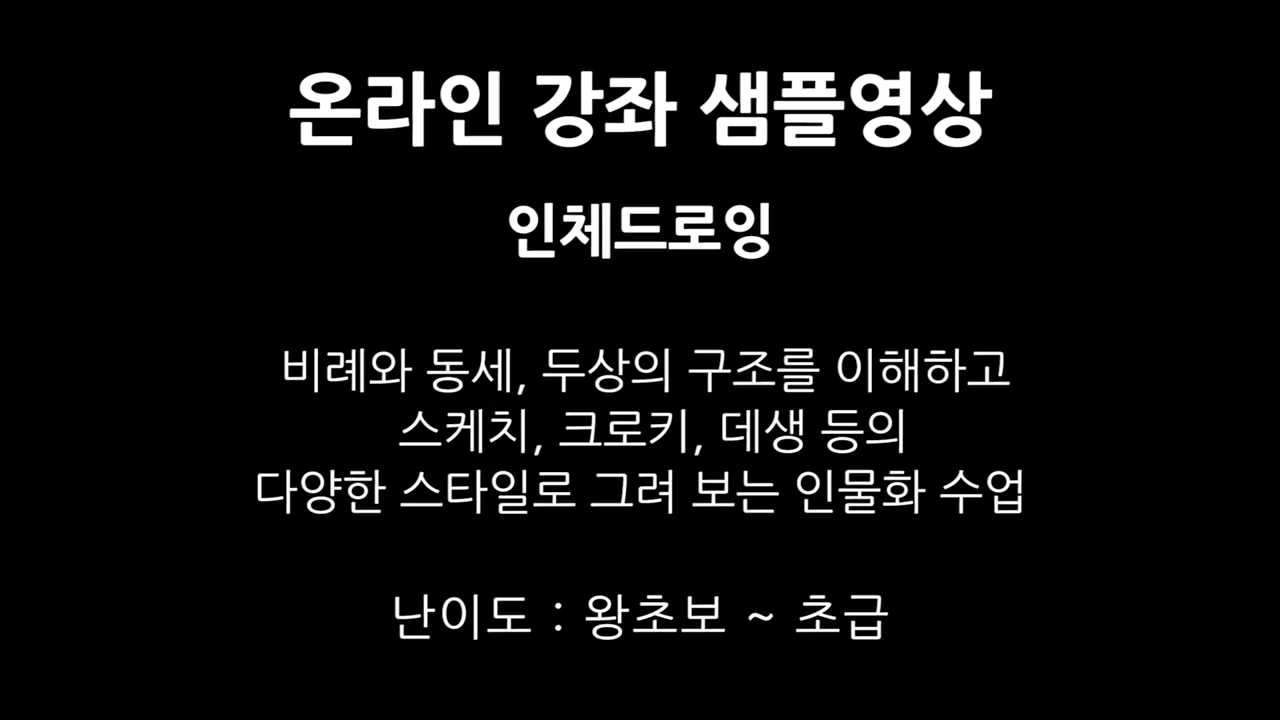 온라인 강좌 샘플영상
인체드로잉
비례와 동세, 두상의 구조를 이해하고
스케치, 크로키, 데생 등의
다양한 스타일로 그려 보는 인물화 수업
난이도 : 왕초보 ~ 초급